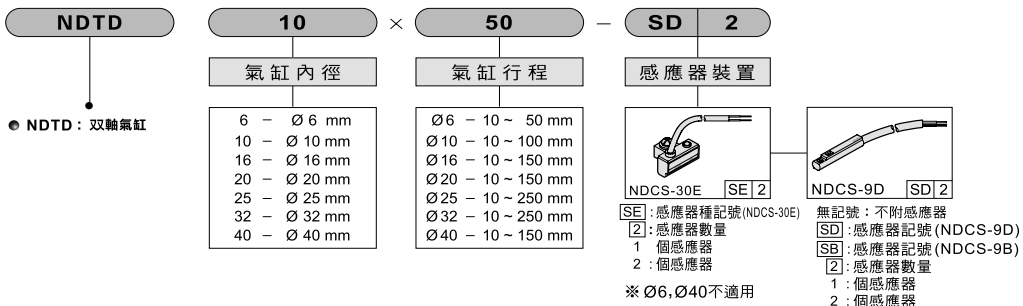 NDTD 10 × 50 – SD 2
氣缸內徑 氣缸行程 感應器裝置
● NDTD：双軸氣缸
6 – Ø 6 mm
10 – Ø 10 mm
16 – Ø 16 mm
20 – Ø 20 mm
25 – Ø 25 mm
32 – Ø 32 mm
40 – Ø 40 mm
Ø6 – 10 ~ 50 mm
Ø10 – 10 ~ 100 mm
Ø16 – 10 ~ 150 mm
Ø20 – 10 ~ 150 mm
Ø25 – 10 ~ 250 mm
Ø32 – 10 ~ 250 mm
Ø40 – 10 ~ 150 mm
NDCS-30E SE 2
SE：感應器種記號(NDCS-30E)
2：感應器數量
1 個感應器
2：個感應器
※ Ø6,Ø40不適用
NDCS-9D SD 2
無記號：不附感應器
SD：感應器記號(NDCS-9D)
SB：感應器記號(NDCS-9B)
2：感應器數量
1：個感應器
2：個感應器